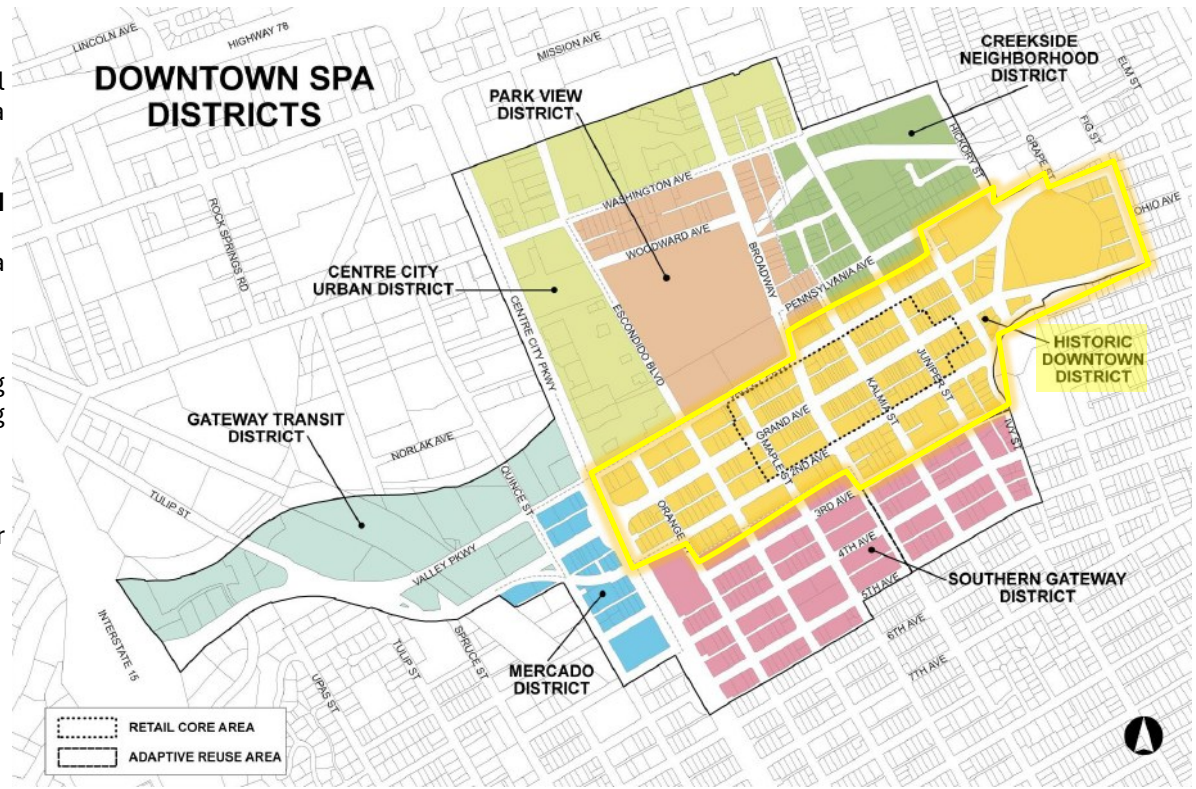 LINCOLN AVE
HIGHWAY 78
MISSION AVE
DOWNTOWN SPA
DISTRICTS
CREEKSIDE
NEIGHBORHOOD
DISTRICT
ELM ST
FIG ST
GRAPE ST
HICKORY ST
OHIO AVE
PARK VIEW
DISTRICT
WASHINGTON AVE
WOODWARD AVE
BROADWAY
PENNSYLVANIA AVE
ROCK SPRINGS RD
CENTRE CITY
URBAN DISTRICT
CENTRE CITY PKWY
ESCONDIDO BLVD
HISTORIC
DOWNTOWN
DISTRICT
JUNIPER ST
KALMIA ST
GRAND AVE
MAPLE ST
2ND AVE
IVY ST
GATEWAY TRANSIT
DISTRICT
NORLAK AVE
QUINCE ST
TULIP ST
ORANGE
3RD AVE
4TH AVE
5TH AVE
6TH AVE
7TH AVE
VALLEY PKWY
SOUTHERN GATEWAY
DISTRICT
INTERSTATE 15
TULIP ST
SPRUCE ST
UPAS ST
MERCADO
DISTRICT
RETAIL CORE AREA
ADAPTIVE REUSE AREA